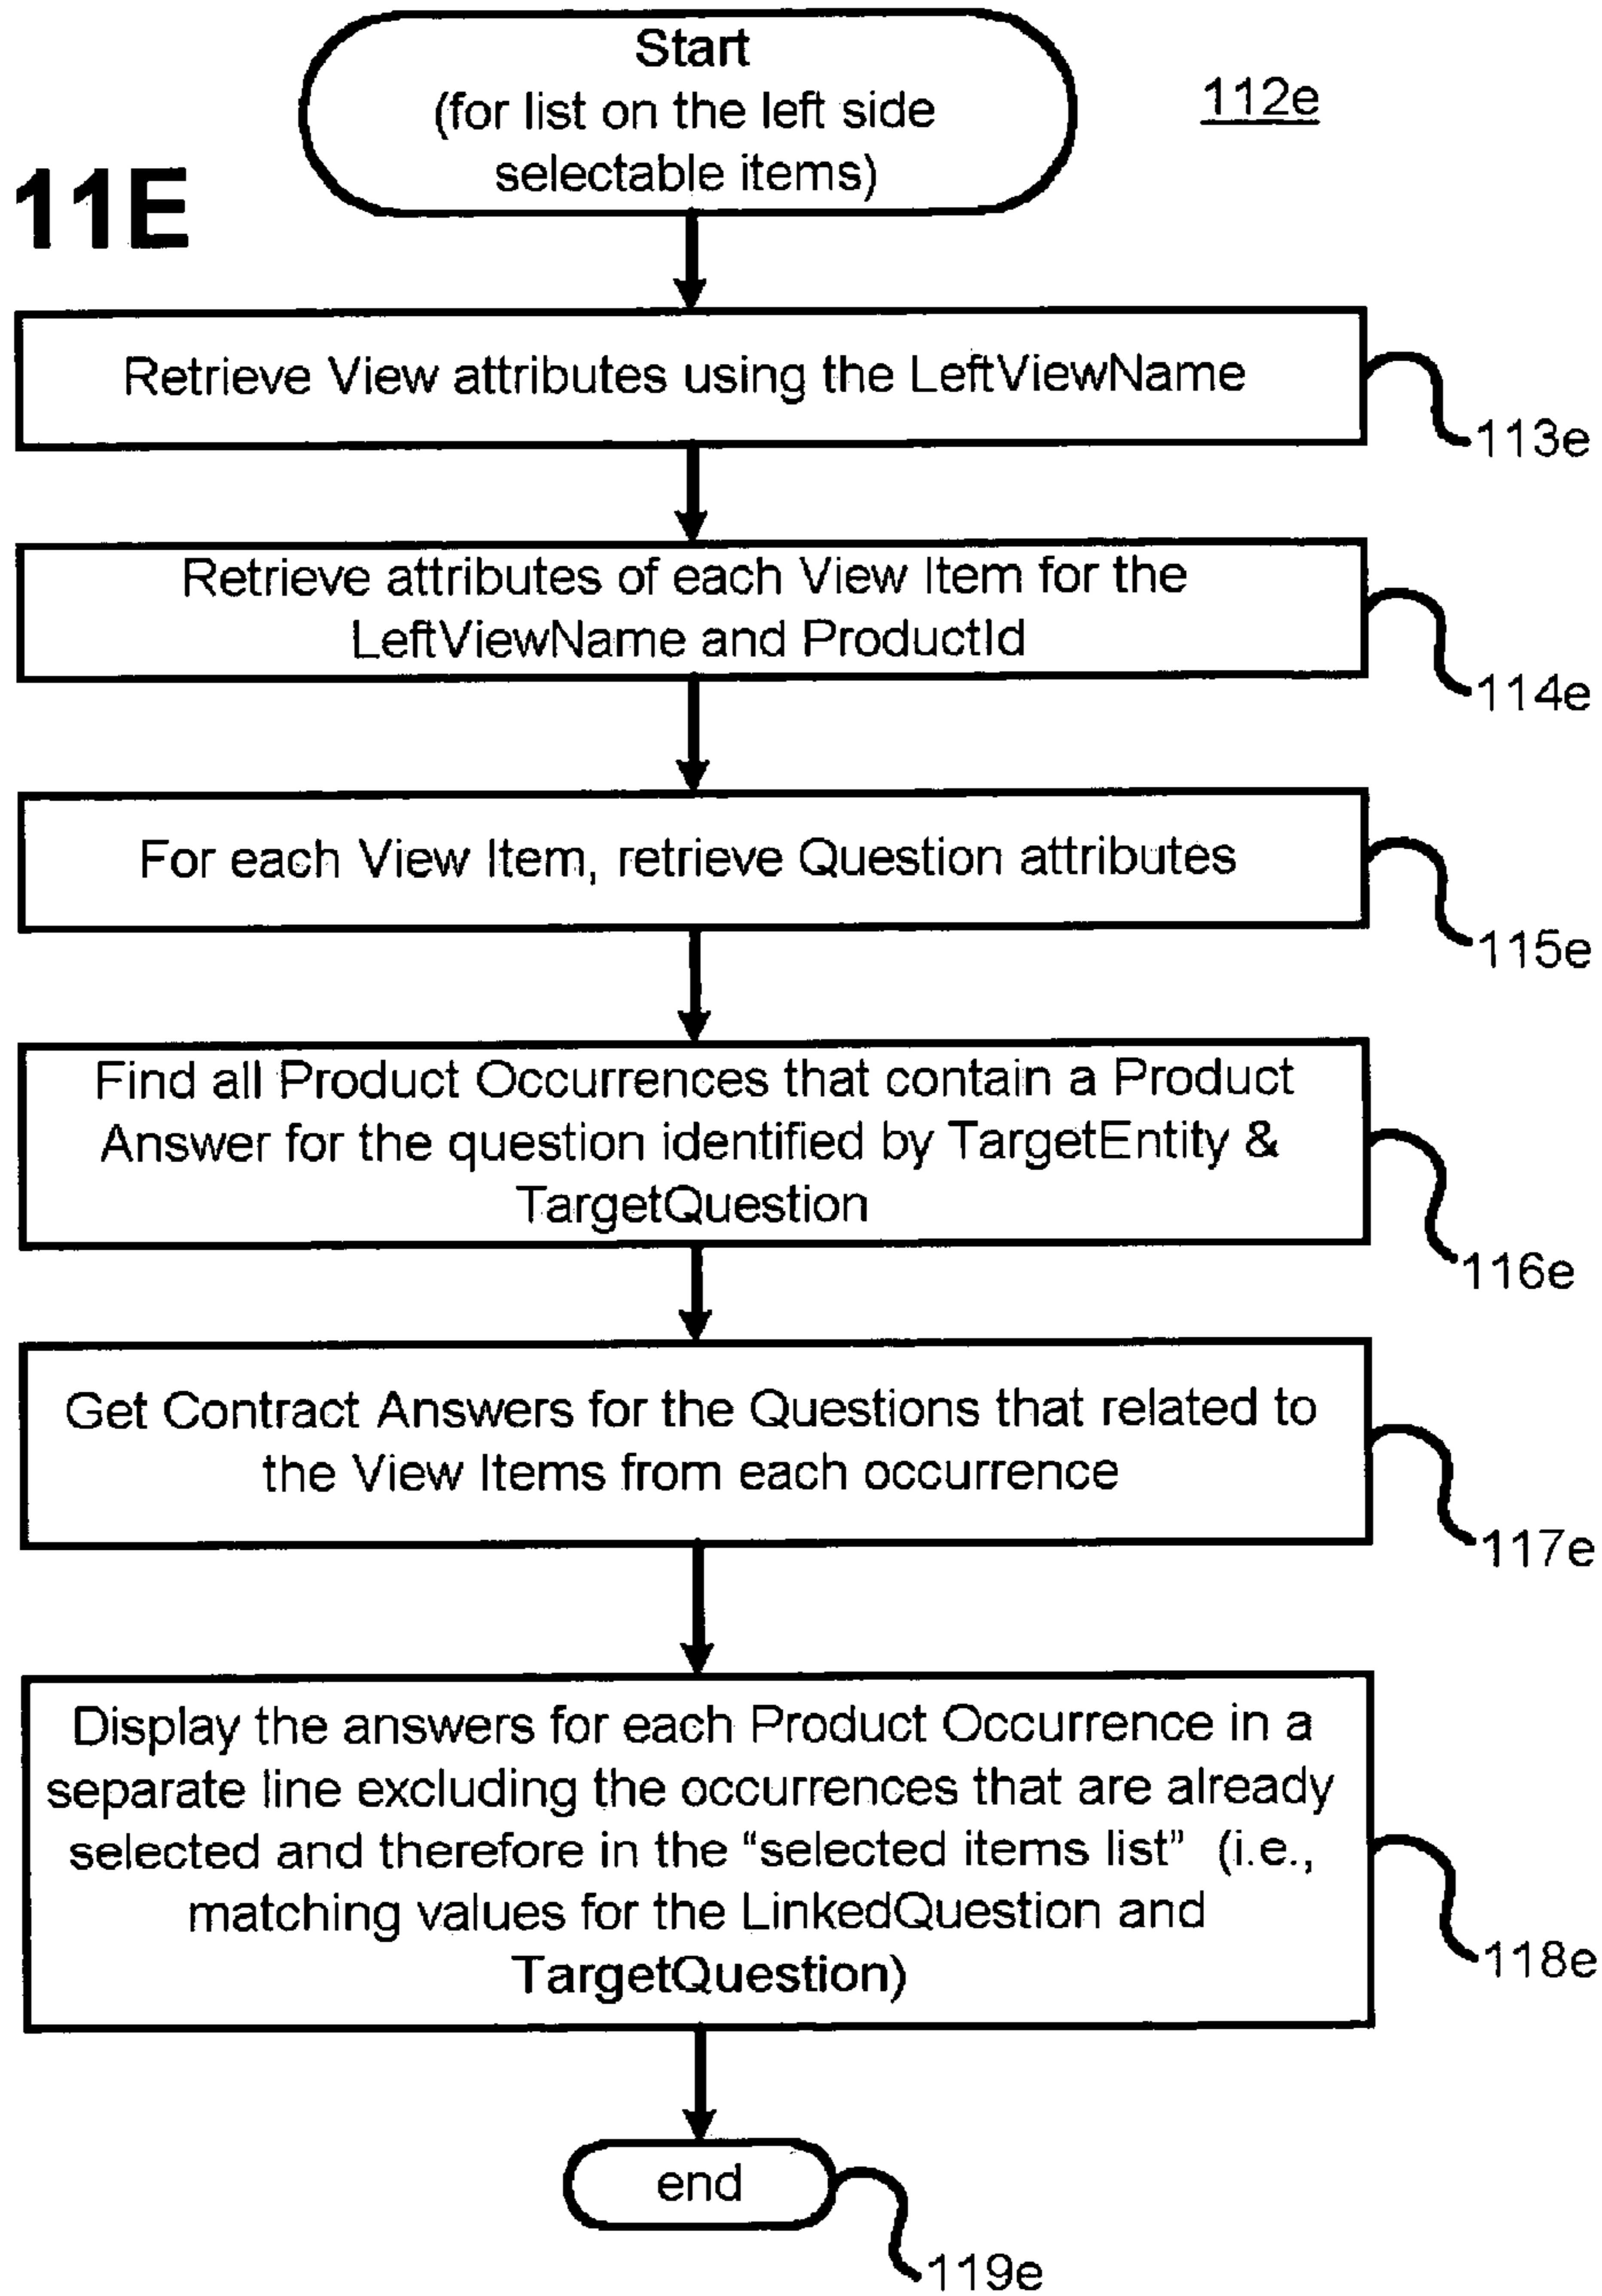 Start
(for list on the left side
selectable items)
112e
11E
Retrieve View attributes using the LeftViewName
113e
Retrieve attributes of each View Item for the
LeftViewName and ProductId
114e
For each View Item, retrieve Question attributes
115e
Find all Product Occurrences that contain a Product
Answer for the question identified by TargetEntity &
TargetQuestion
116e
Get Contract Answers for the Questions that related to
the View Items from each occurrence
117e
Display the answers for each Product Occurrence in a
separate line excluding the occurrences that are already
selected and therefore in the “selected items list” (i.e.,
matching values for the LinkedQuestion and
TargetQuestion)
118e
end
119e